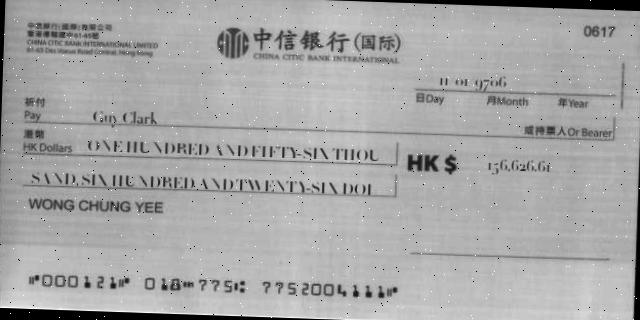 中信銀行(國際)有限公司
香港德輔道中61-65號
CHINA CITIC BANK INTERNATIONAL LIMITED
61-65 Des Voeux Road Central, Hong Kong
中信银行(国际)
CHINA CITIC BANK INTERNATIONAL
0617
11 01 9706
日Day 月Month 年Year
祈付
Pay Guy Clark
或持票人Or Bearer
港幣
HK Dollars ONE HUNDRED AND FIFTY-SIX THOU
HK $ 156,626.61
SAND, SIX HUNDRED AND TWENTY-SIX DOL
WONG CHUNG YEE
⑈000121⑈ 018⑉775⑆ 7752004111⑈